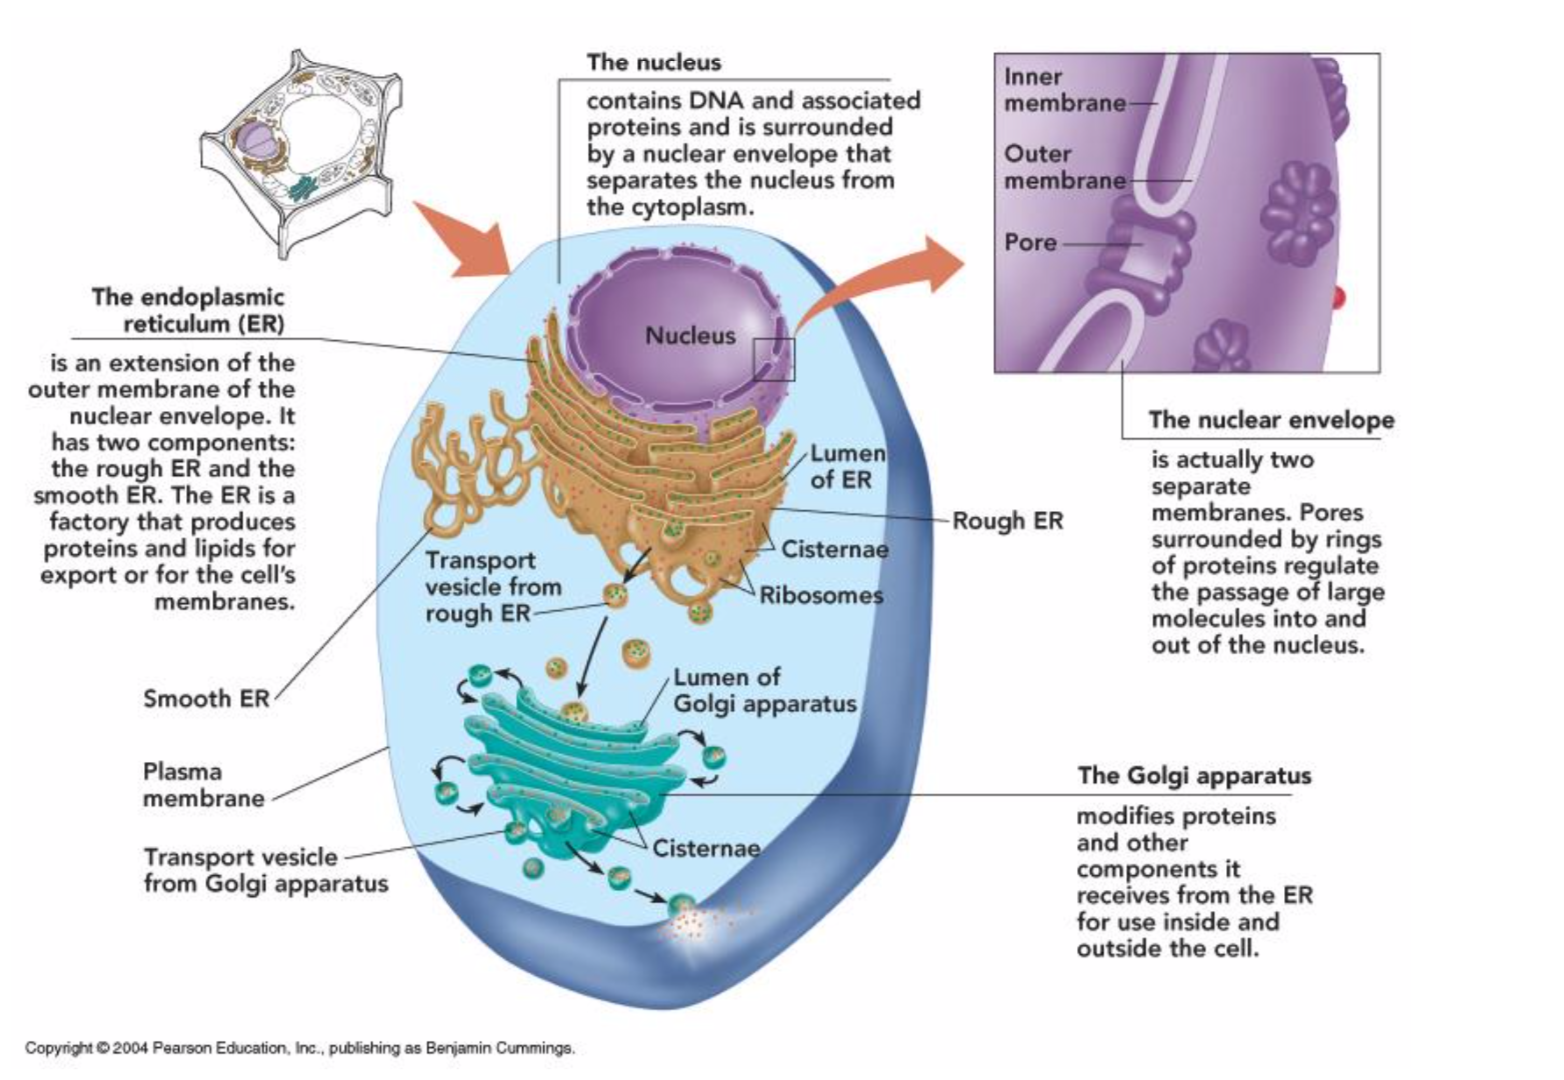 The nucleus
contains DNA and associated
proteins and is surrounded
by a nuclear envelope that
separates the nucleus from
the cytoplasm.
Inner
membrane
Outer
membrane
Pore
The endoplasmic
reticulum (ER)
is an extension of the
outer membrane of the
nuclear envelope. It
has two components:
the rough ER and the
smooth ER. The ER is a
factory that produces
proteins and lipids for
export or for the cell's
membranes.
Nucleus
The nuclear envelope
is actually two
separate
membranes. Pores
surrounded by rings
of proteins regulate
the passage of large
molecules into and
out of the nucleus.
Lumen
of ER
Rough ER
Cisternae
Ribosomes
Transport
vesicle from
rough ER
Smooth ER
Lumen of
Golgi apparatus
Plasma
membrane
The Golgi apparatus
modifies proteins
and other
components it
receives from the ER
for use inside and
outside the cell.
Cisternae
Transport vesicle
from Golgi apparatus
Copyright © 2004 Pearson Education, Inc., publishing as Benjamin Cummings.